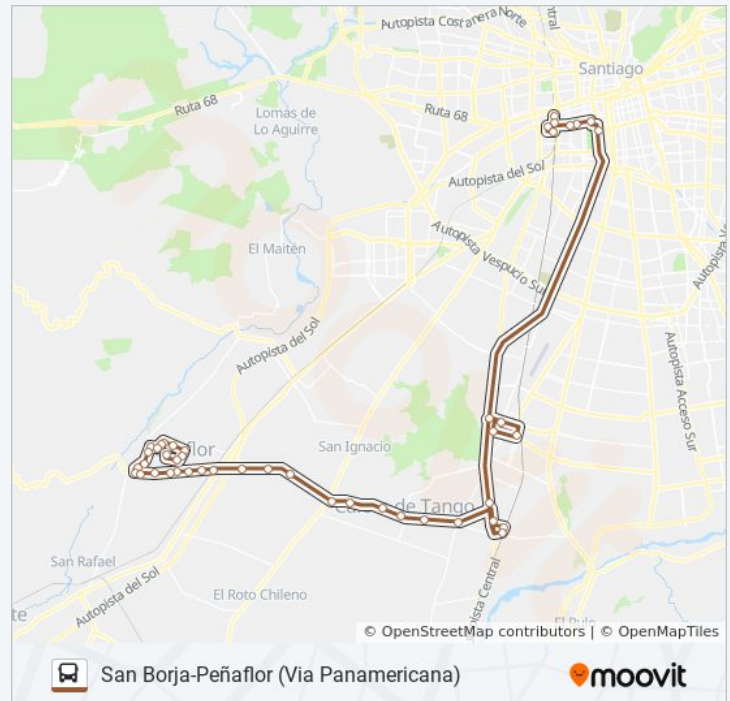 Autopista Costanera Norte
Santiago
Ruta 68
Lomas de
Lo Aguirre
Ruta 68
Autopista del Sol
El Maitén
Autopista Vespucio Sur
Autopista del Sol
Autopista Acceso Sur
flor
San Ignacio
de Tango
San Rafael
El Roto Chileno
Autopista del Sol
© OpenStreetMap contributors | © OpenMapTiles
San Borja-Peñaflor (Via Panamericana)
moovit